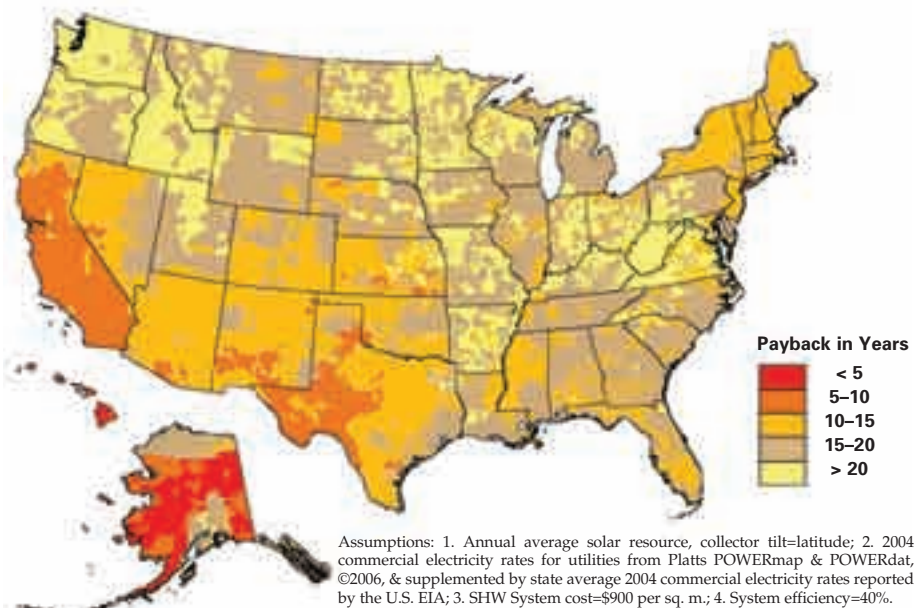 Payback in Years
< 5
5–10
10–15
15–20
> 20
Assumptions: 1. Annual average solar resource, collector tilt=latitude; 2. 2004
commercial electricity rates for utilities from Platts POWERmap & POWERdat,
©2006, & supplemented by state average 2004 commercial electricity rates reported
by the U.S. EIA; 3. SHW System cost=$900 per sq. m.; 4. System efficiency=40%.